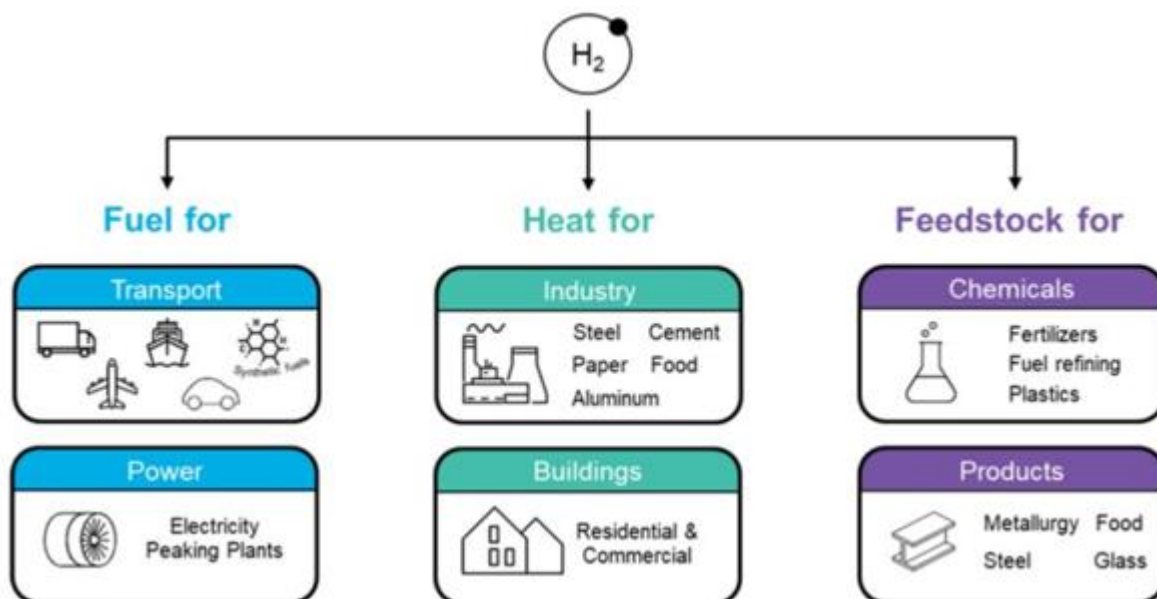 H₂
Fuel for
Heat for
Feedstock for
Transport
Synthetic fuels
Industry
Steel Cement
Paper Food
Aluminum
Chemicals
Fertilizers
Fuel refining
Plastics
Power
Electricity
Peaking Plants
Buildings
Residential &
Commercial
Products
Metallurgy Food
Steel Glass